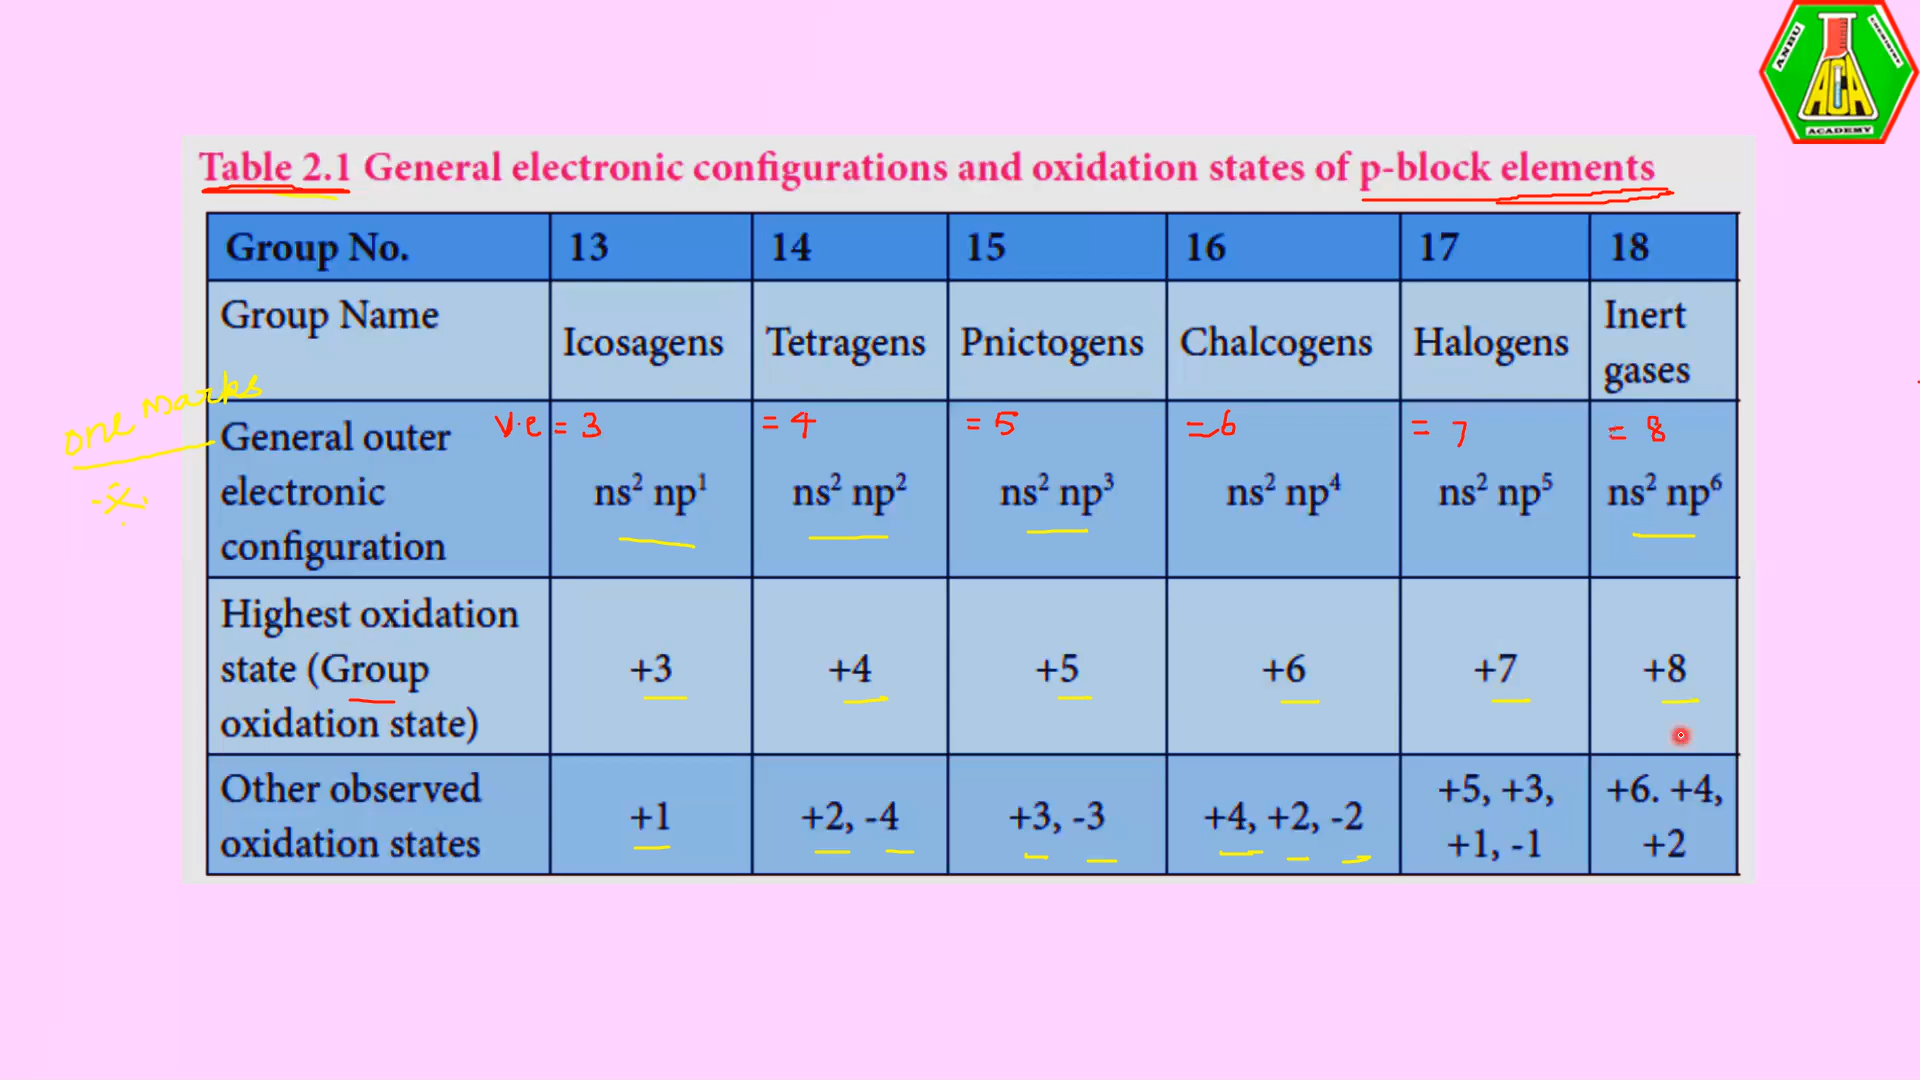 ANBU CHEMISTRY
ACA
ACADEMY
Table 2.1 General electronic configurations and oxidation states of p-block elements
Group No. 13 14 15 16 17 18
Group Name Icosagens Tetragens Pnictogens Chalcogens Halogens Inert gases
one marks
V.e = 3 = 4 = 5 = 6 = 7 = 8
General outer electronic configuration ns² np¹ ns² np² ns² np³ ns² np⁴ ns² np⁵ ns² np⁶
Highest oxidation state (Group oxidation state) +3 +4 +5 +6 +7 +8
Other observed oxidation states +1 +2, -4 +3, -3 +4, +2, -2 +5, +3, +1, -1 +6. +4, +2